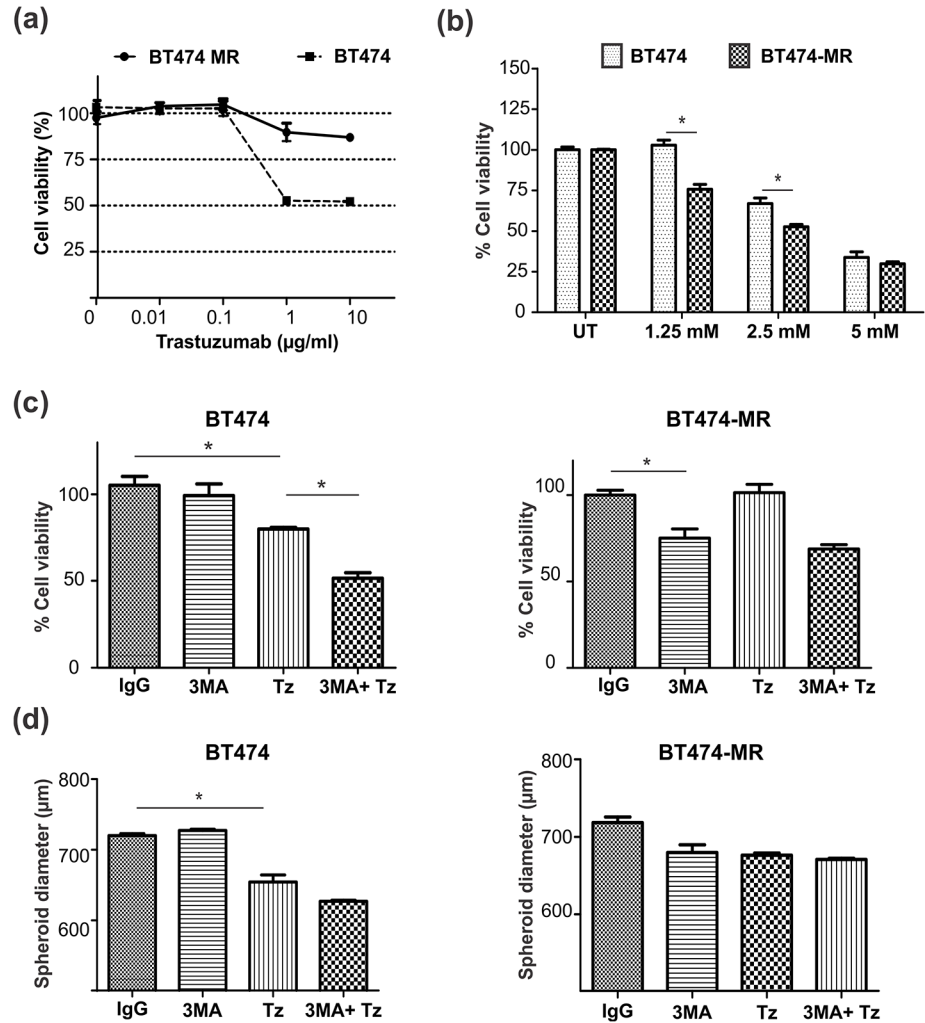 (a)
BT474 MR
BT474
Cell viability (%)
100
75
50
25
0
0.01
0.1
1
10
Trastuzumab (µg/ml)
(b)
BT474
BT474-MR
% Cell viability
150
125
100
75
50
25
0
*
*
UT
1.25 mM
2.5 mM
5 mM
(c)
BT474
% Cell viability
100
50
0
*
*
IgG
3MA
Tz
3MA+ Tz
BT474-MR
% Cell viability
100
50
0
*
IgG
3MA
Tz
3MA+ Tz
(d)
BT474
Spheroid diameter (µm)
800
700
600
*
IgG
3MA
Tz
3MA+ Tz
BT474-MR
Spheroid diameter (µm)
800
700
600
IgG
3MA
Tz
3MA+ Tz